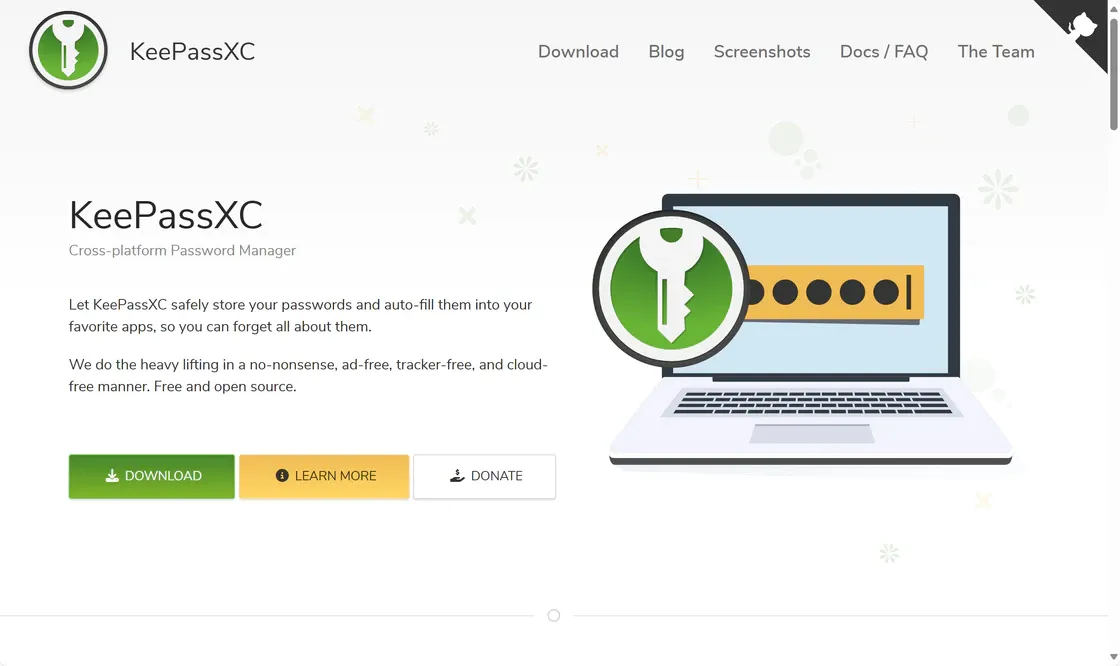 KeePassXC
Download
Blog
Screenshots
Docs / FAQ
The Team
KeePassXC
Cross-platform Password Manager
Let KeePassXC safely store your passwords and auto-fill them into your
favorite apps, so you can forget all about them.
We do the heavy lifting in a no-nonsense, ad-free, tracker-free, and cloud-
free manner. Free and open source.
DOWNLOAD
LEARN MORE
DONATE